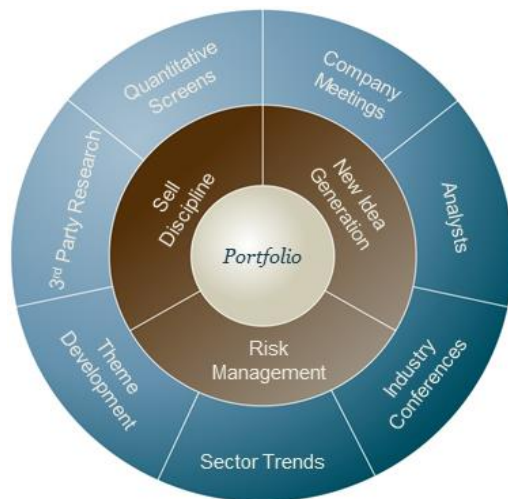 Quantitative
Screens
Company
Meetings
3rd Party Research
Sell
Discipline
New Idea
Generation
Analysts
Portfolio
Theme
Development
Risk
Management
Industry
Conferences
Sector Trends